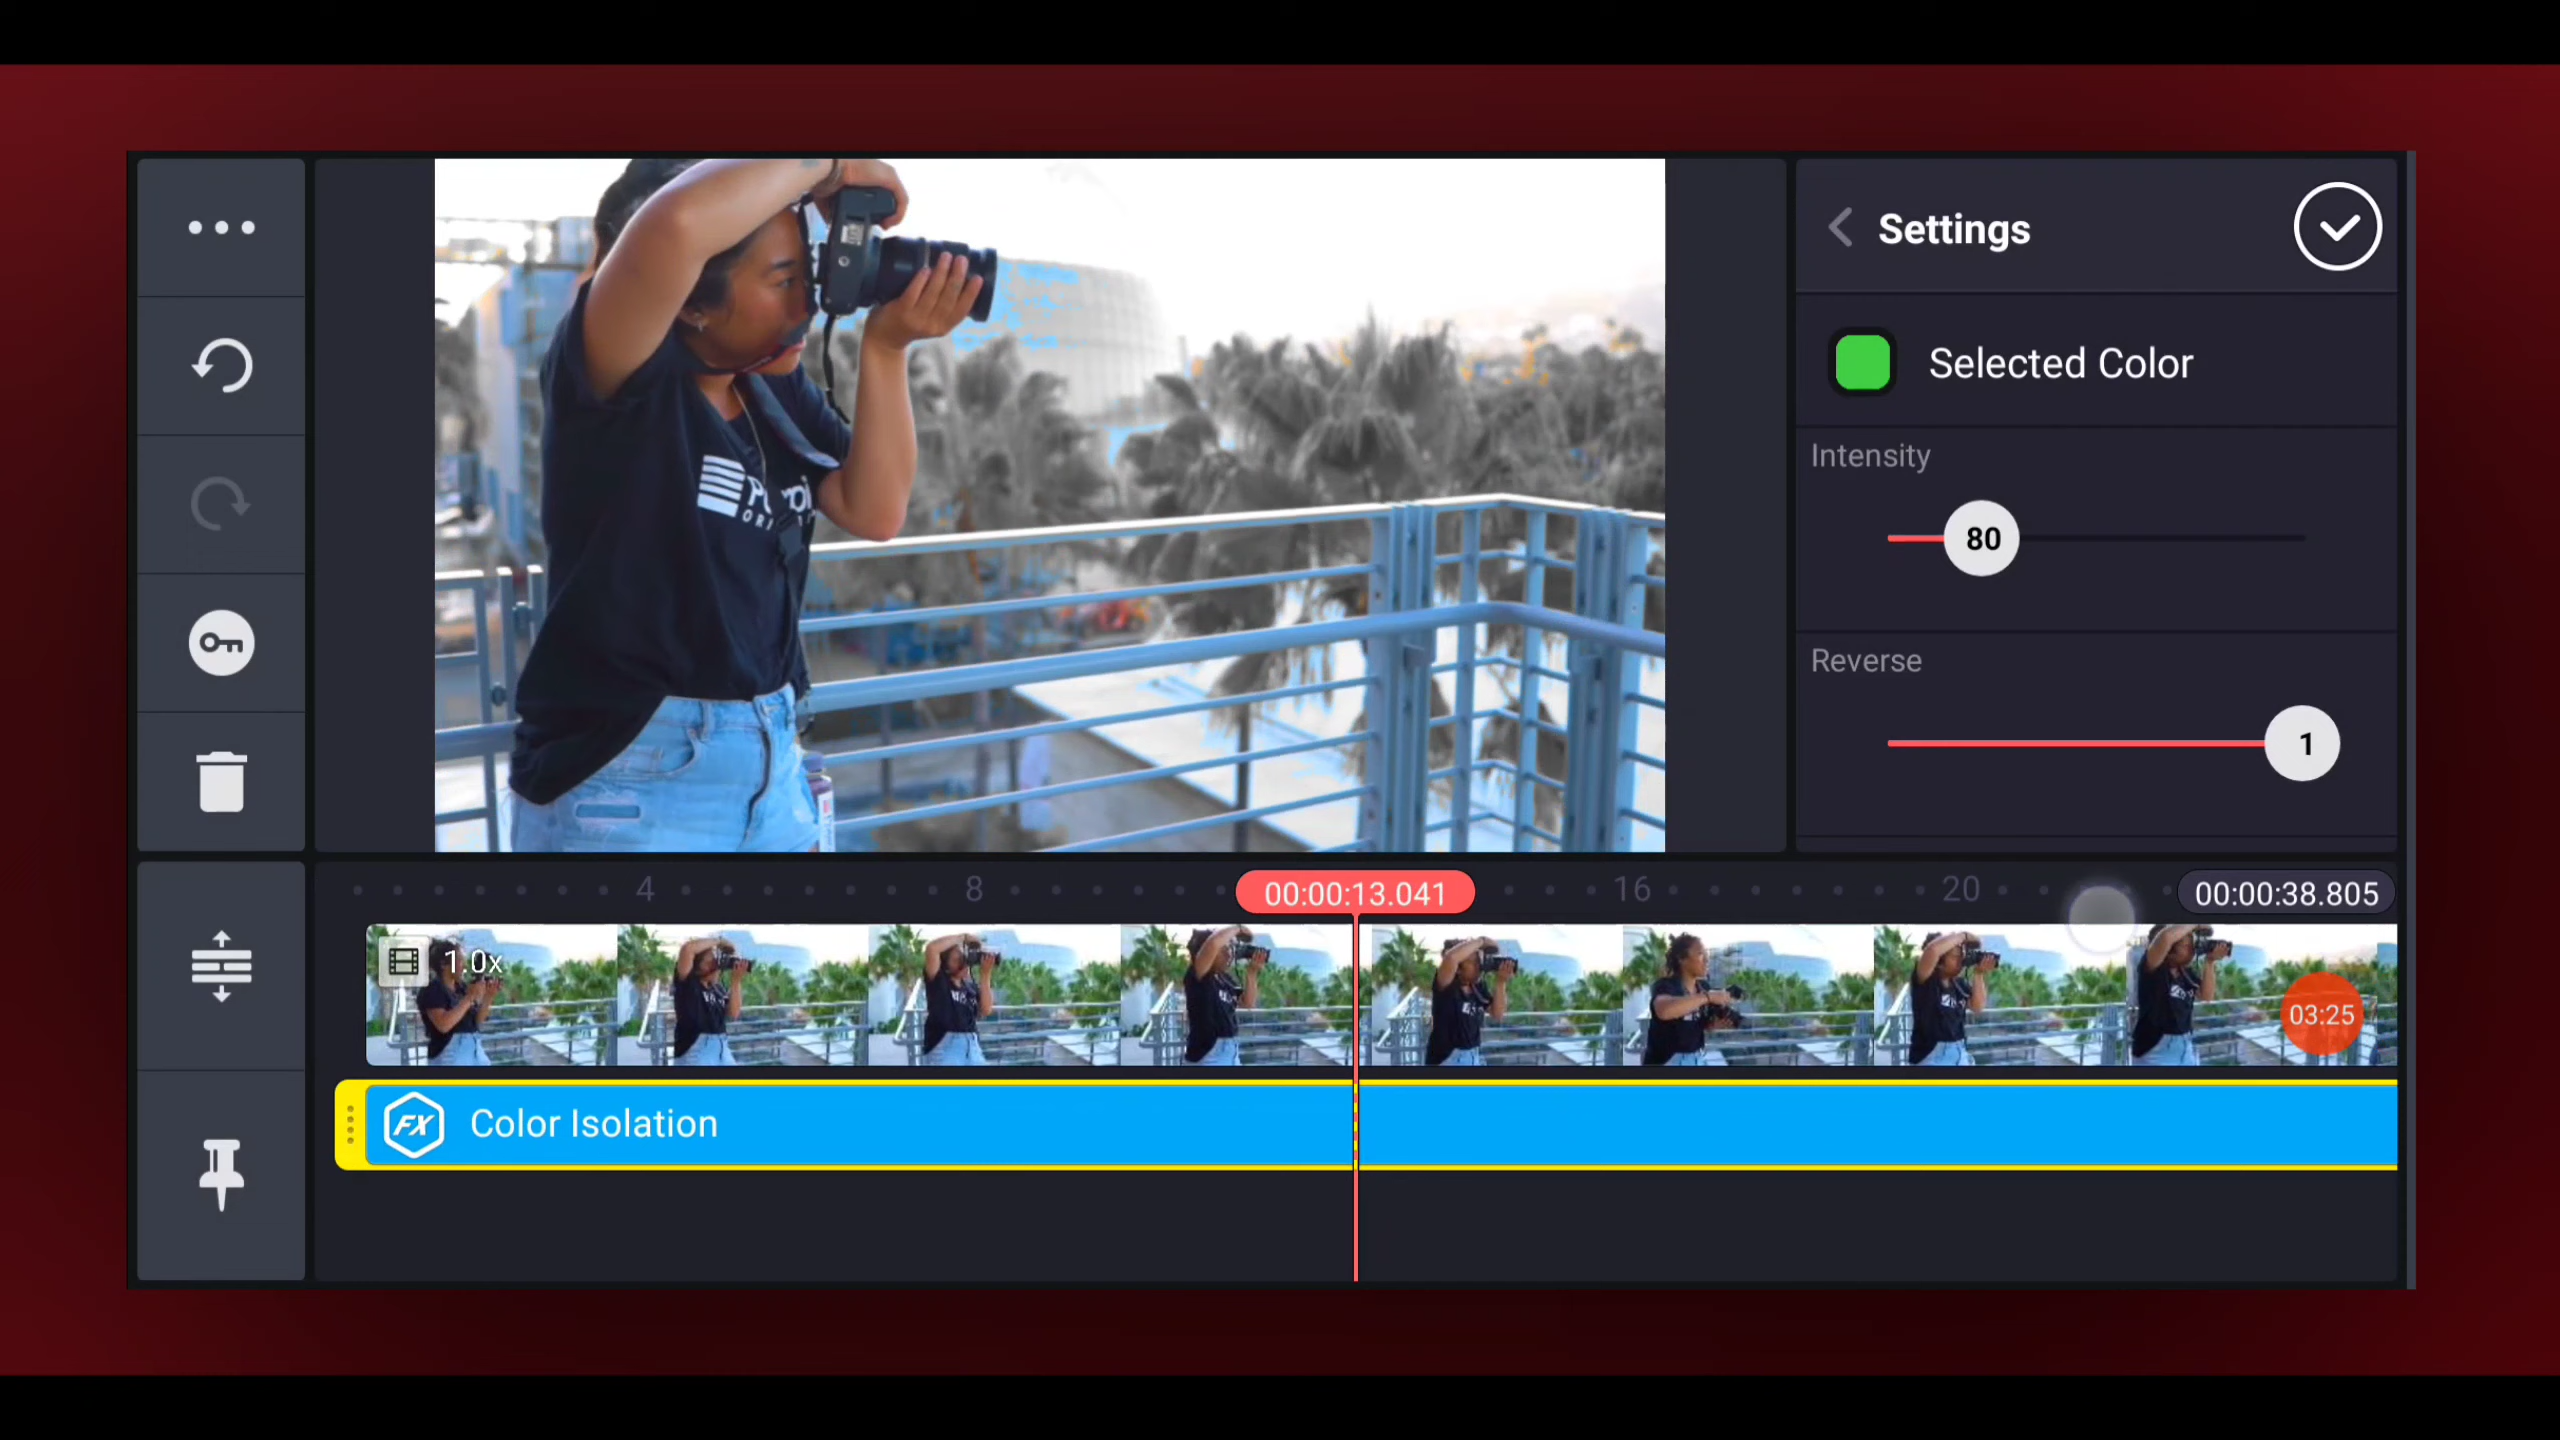 Settings
Selected Color
Intensity
80
Reverse
1
4
8
00:00:13.041
16
20
00:00:38.805
1.0x
03:25
FX
Color Isolation